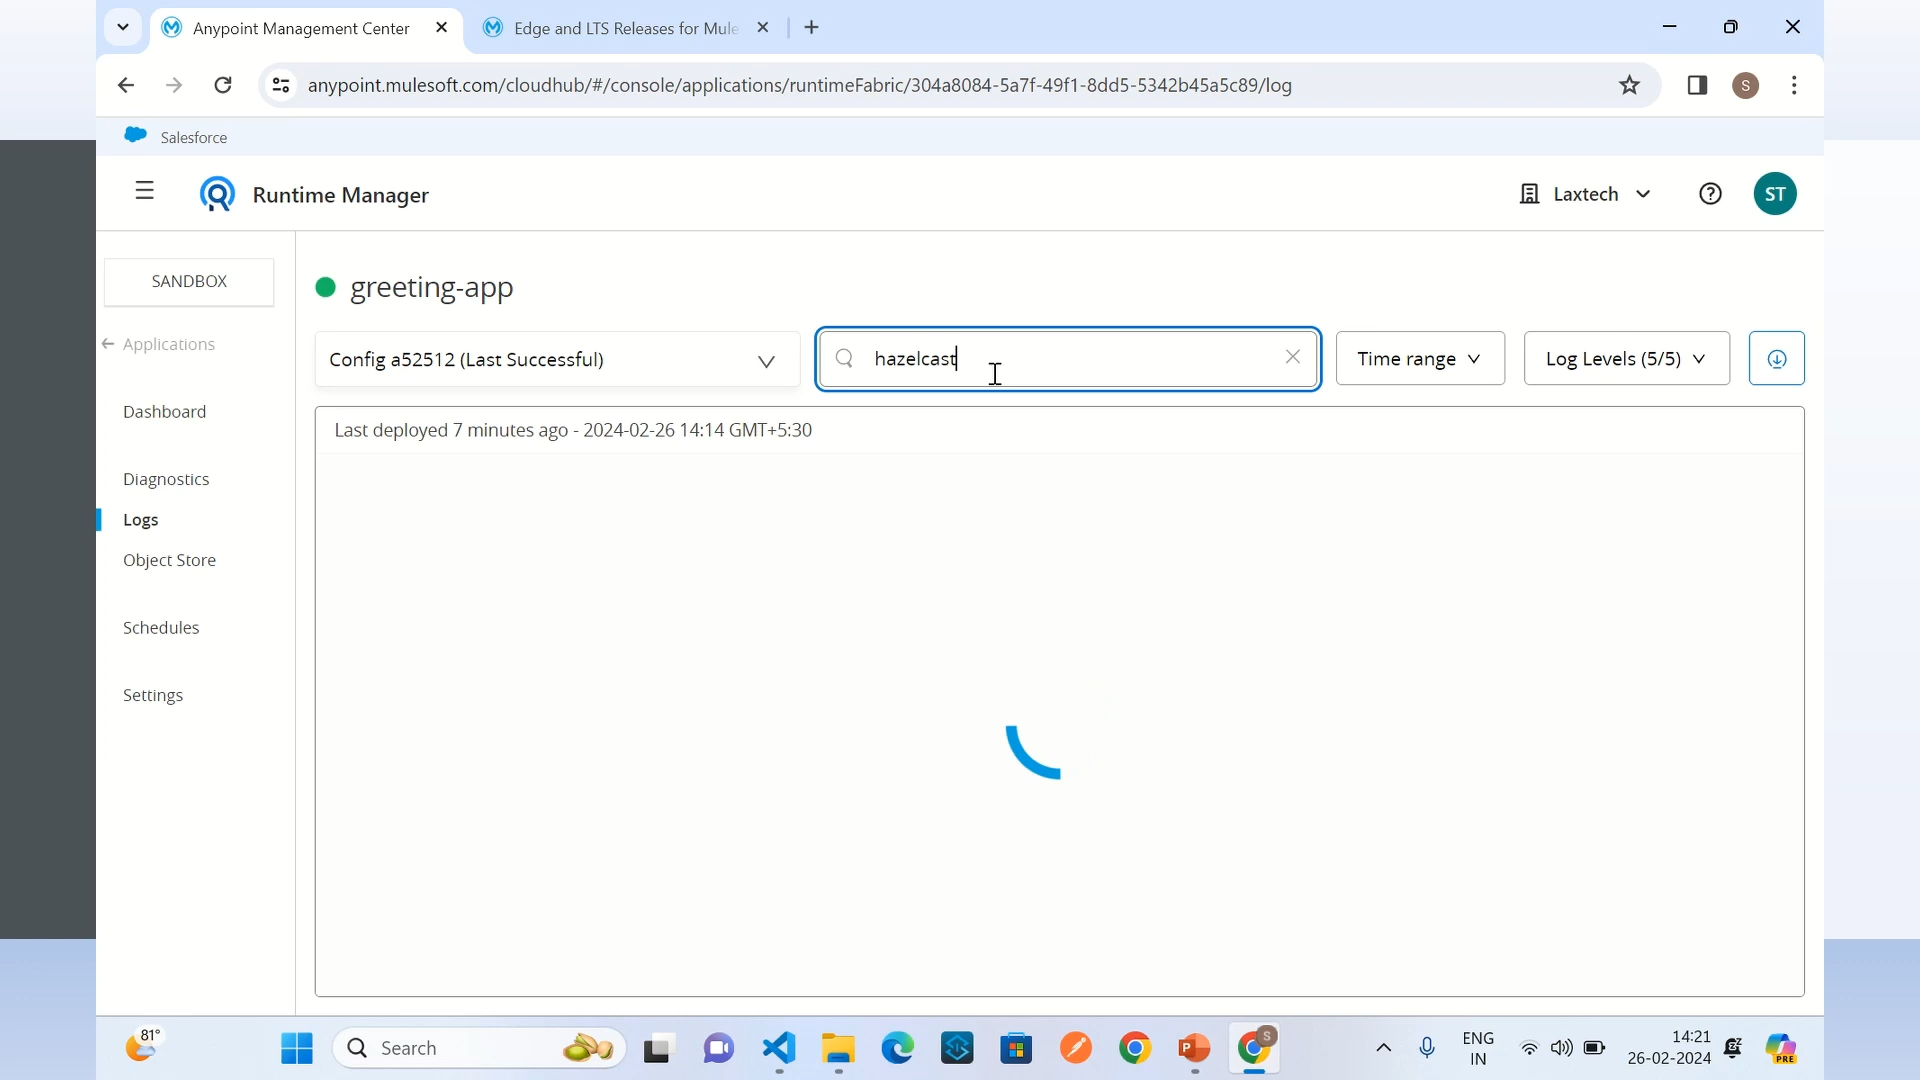 Anypoint Management Center
Edge and LTS Releases for Mule
anypoint.mulesoft.com/cloudhub/#/console/applications/runtimeFabric/304a8084-5a7f-49f1-8dd5-5342b45a5c89/log
S
Salesforce
Runtime Manager
Laxtech
ST
SANDBOX
greeting-app
Applications
Config a52512 (Last Successful)
hazelcast
Time range
Log Levels (5/5)
Dashboard
Last deployed 7 minutes ago - 2024-02-26 14:14 GMT+5:30
Diagnostics
Logs
Object Store
Schedules
Settings
81°
Search
S
ENG
IN
14:21
26-02-2024
PRE